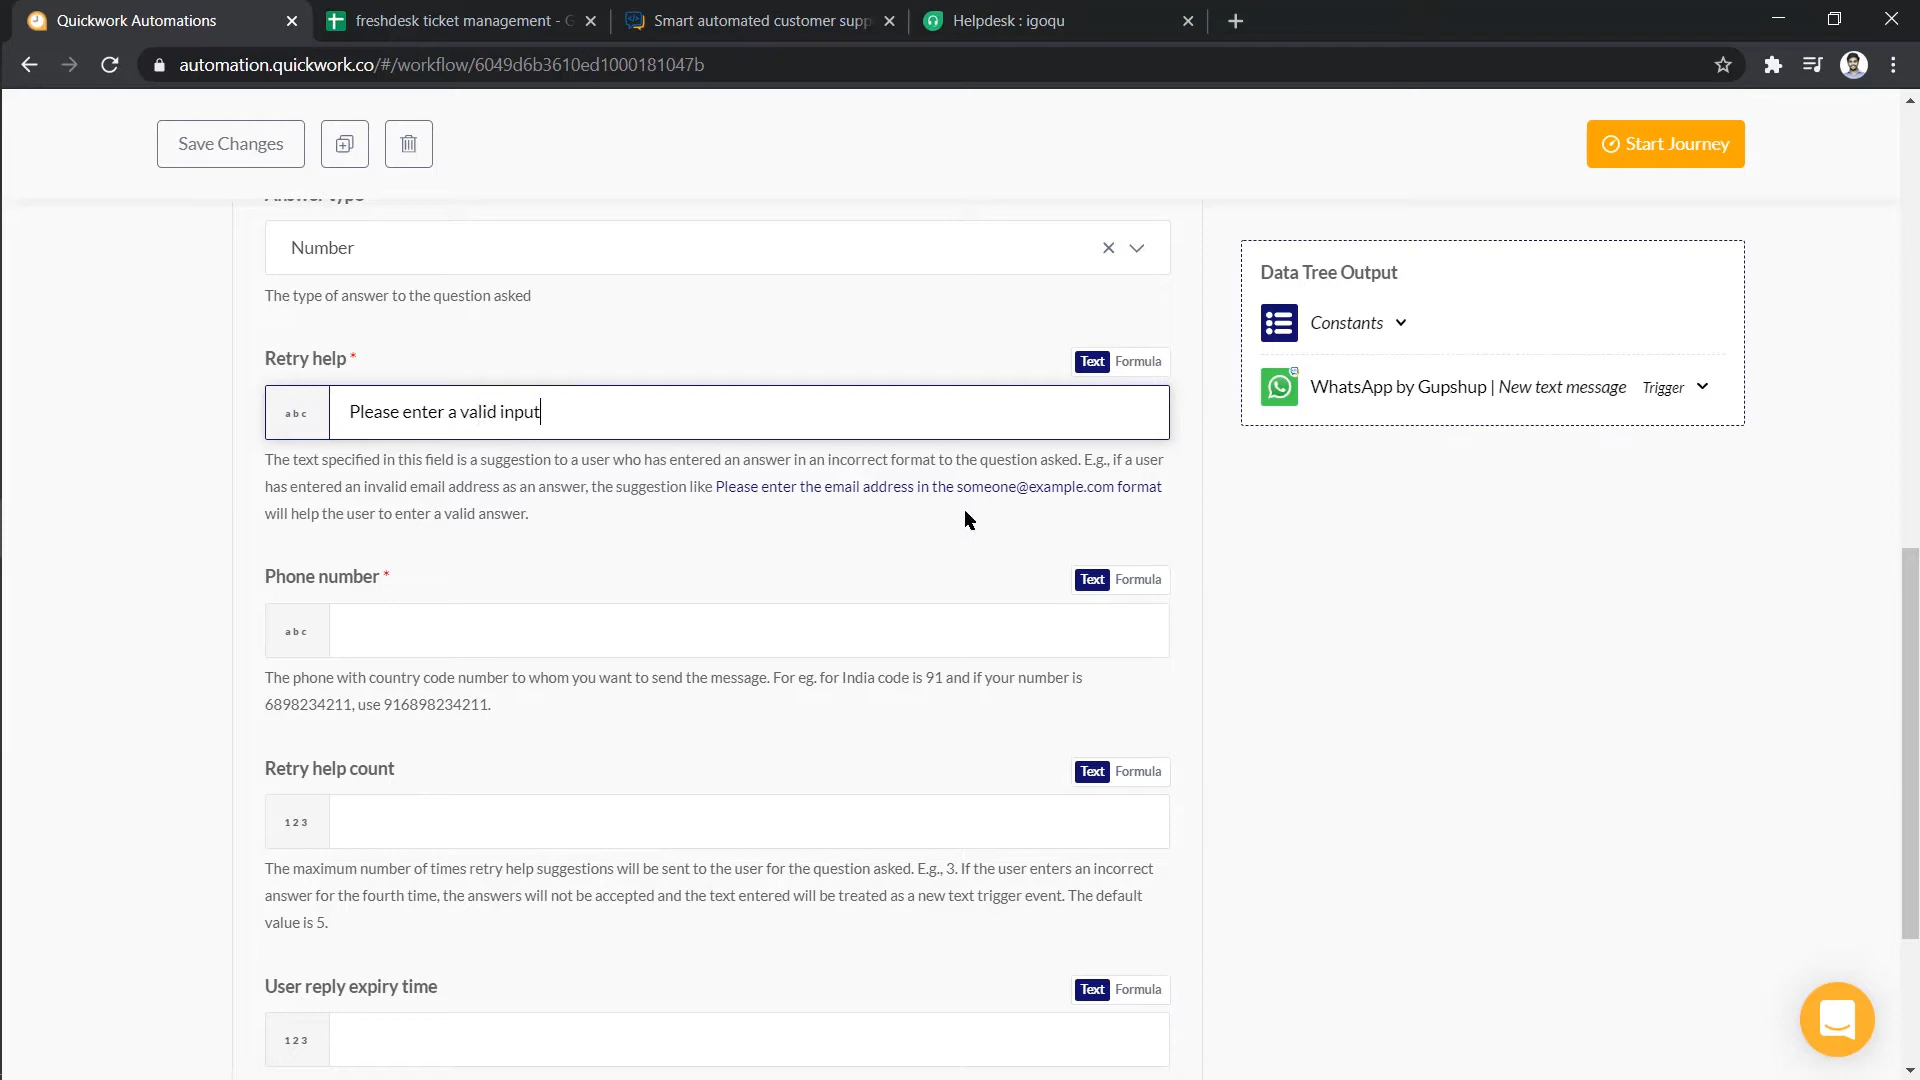 Quickwork Automations
freshdesk ticket management - G
Smart automated customer supp
Helpdesk : igoqu
automation.quickwork.co/#/workflow/6049d6b3610ed1000181047b
Save Changes
Start Journey
Answer type
Number
The type of answer to the question asked
Retry help *
Text Formula
abc
Please enter a valid input
The text specified in this field is a suggestion to a user who has entered an answer in an incorrect format to the question asked. E.g., if a user
has entered an invalid email address as an answer, the suggestion like Please enter the email address in the someone@example.com format
will help the user to enter a valid answer.
Phone number *
Text Formula
abc
The phone with country code number to whom you want to send the message. For eg. for India code is 91 and if your number is
6898234211, use 916898234211.
Retry help count
Text Formula
123
The maximum number of times retry help suggestions will be sent to the user for the question asked. E.g., 3. If the user enters an incorrect
answer for the fourth time, the answers will not be accepted and the text entered will be treated as a new text trigger event. The default
value is 5.
User reply expiry time
Text Formula
123
Data Tree Output
Constants
WhatsApp by Gupshup | New text message Trigger